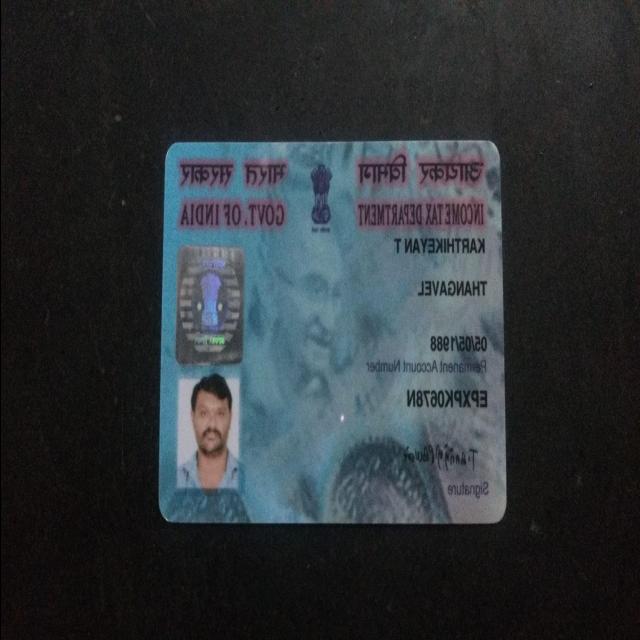 आयकर विभाग
INCOME TAX DEPARTMENT
भारत सरकार
GOVT. OF INDIA
KARTHIKEYAN T
THANGAVEL
05/05/1988
Permanent Account Number
EPXPK0678N
Signature